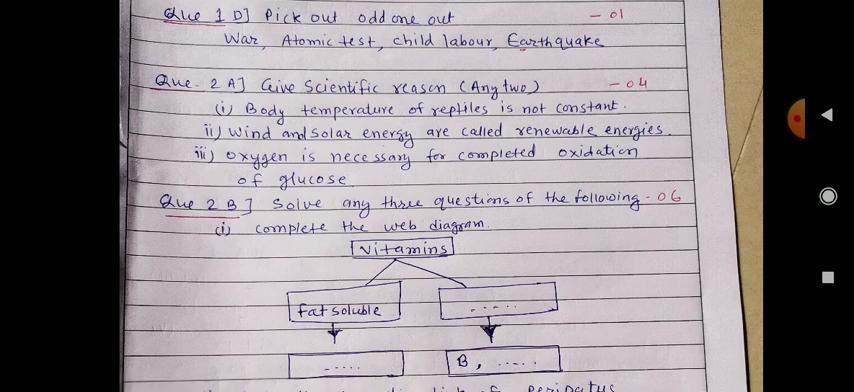 Que 1 D] Pick out odd one out - 01
War, Atomic test, child labour, Earthquake
Que. 2 A] Give Scientific reason (Any two) - 04
(i) Body temperature of reptiles is not constant.
ii) Wind and solar energy are called renewable energies.
iii) oxygen is necessary for completed oxidation
of glucose
Que 2 B] Solve any three questions of the following - 06
(i) complete the web diagram.
Vitamins
fat soluble ......
..... B, .....
of peripatus